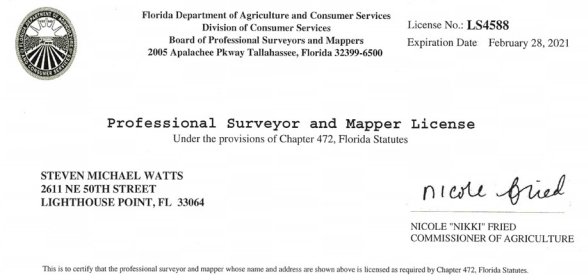 Florida Department of Agriculture and Consumer Services
Division of Consumer Services
Board of Professional Surveyors and Mappers
2005 Apalachee Pkway Tallahassee, Florida 32399-6500
License No.: LS4588
Expiration Date February 28, 2021
Professional Surveyor and Mapper License
Under the provisions of Chapter 472, Florida Statutes
STEVEN MICHAEL WATTS
2611 NE 50TH STREET
LIGHTHOUSE POINT, FL 33064
Nicole Fried
NICOLE "NIKKI" FRIED
COMMISSIONER OF AGRICULTURE
This is to certify that the professional surveyor and mapper whose name and address are shown above is licensed as required by Chapter 472, Florida Statutes.